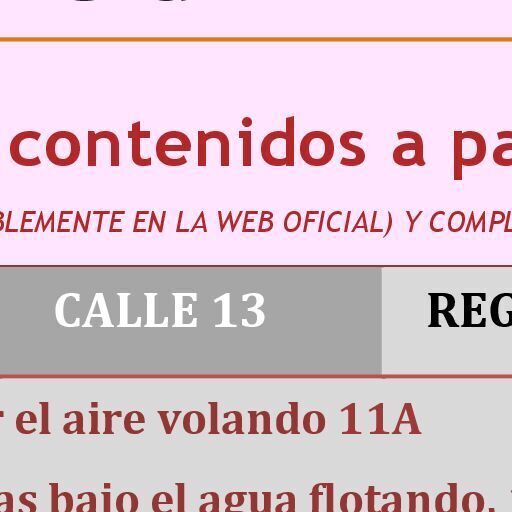 contenidos a pa
BLEMENTE EN LA WEB OFICIAL) Y COMPL
CALLE 13 REG
r el aire volando 11A
as bajo el agua flotando.